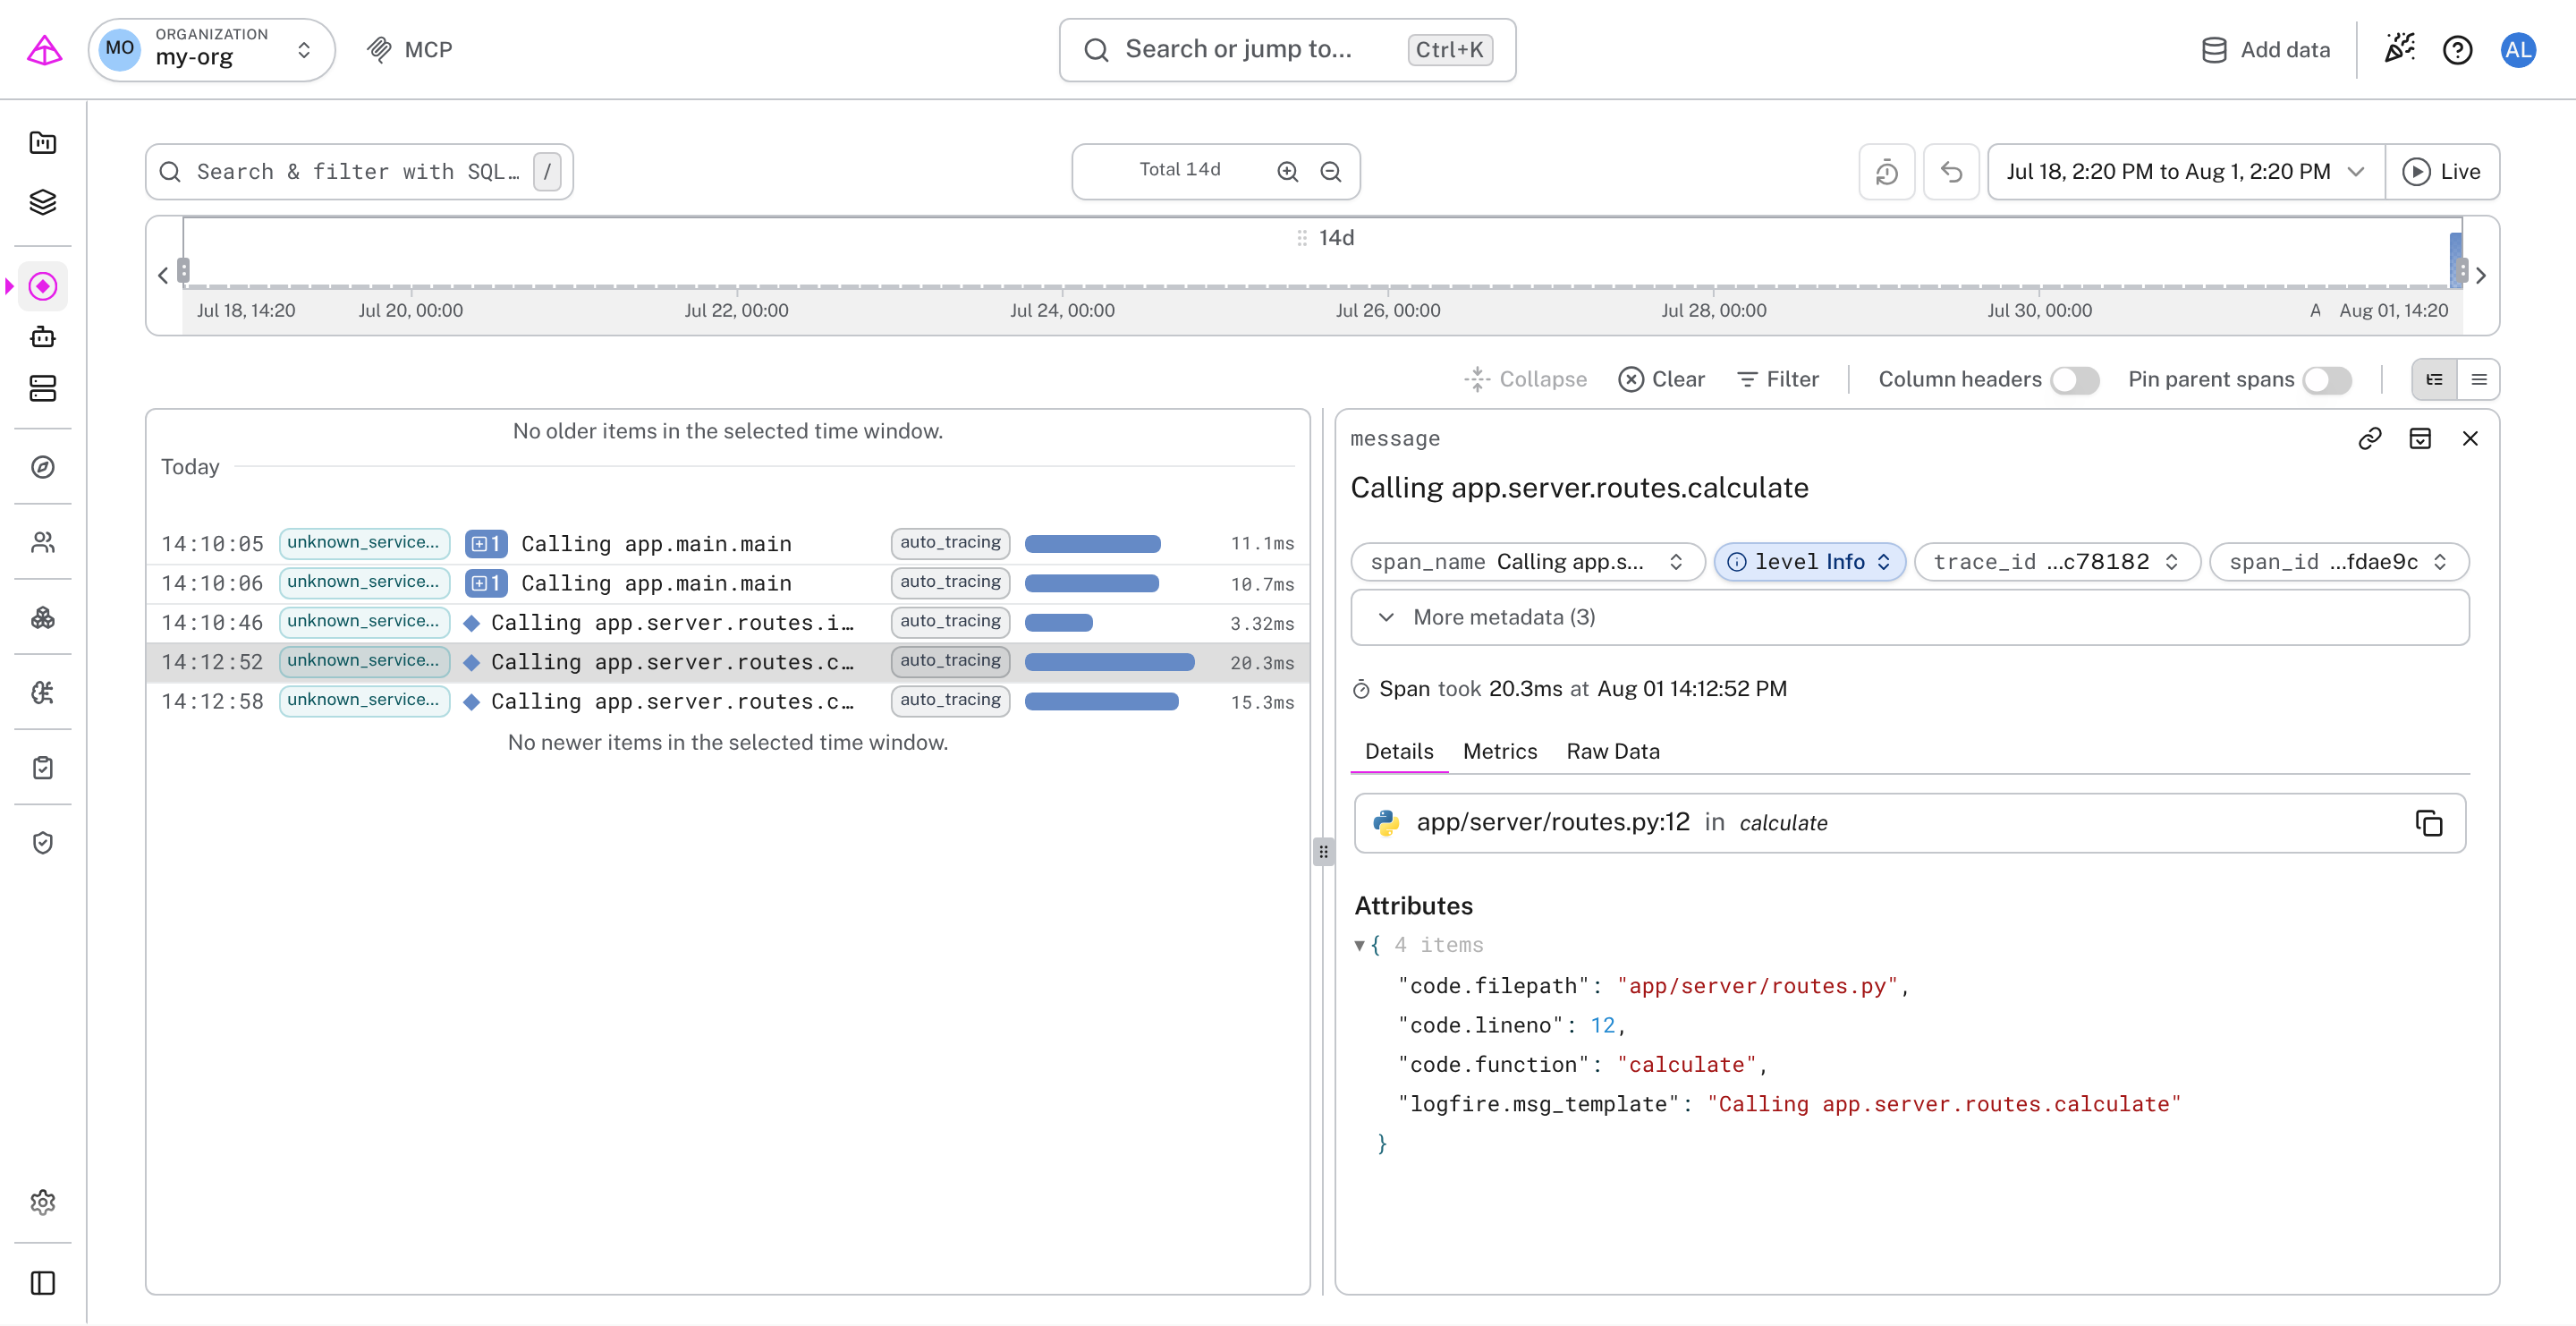 MO
ORGANIZATION
my-org
MCP
Search or jump to...
Ctrl+K
Add data
AL
Search & filter with SQL…
/
Total 14d
Jul 18, 2:20 PM to Aug 1, 2:20 PM
Live
14d
Jul 18, 14:20
Jul 20, 00:00
Jul 22, 00:00
Jul 24, 00:00
Jul 26, 00:00
Jul 28, 00:00
Jul 30, 00:00
A
Aug 01, 14:20
Collapse
Clear
Filter
Column headers
Pin parent spans
No older items in the selected time window.
Today
14:10:05 unknown_service... 1 Calling app.main.main auto_tracing 11.1ms
14:10:06 unknown_service... 1 Calling app.main.main auto_tracing 10.7ms
14:10:46 unknown_service... Calling app.server.routes.i… auto_tracing 3.32ms
14:12:52 unknown_service... Calling app.server.routes.c… auto_tracing 20.3ms
14:12:58 unknown_service... Calling app.server.routes.c… auto_tracing 15.3ms
No newer items in the selected time window.
message
Calling app.server.routes.calculate
span_name Calling app.s...
level Info
trace_id ...c78182
span_id ...fdae9c
More metadata (3)
Span took 20.3ms at Aug 01 14:12:52 PM
Details
Metrics
Raw Data
app/server/routes.py:12 in calculate
Attributes
{ 4 items
"code.filepath": "app/server/routes.py",
"code.lineno": 12,
"code.function": "calculate",
"logfire.msg_template": "Calling app.server.routes.calculate"
}